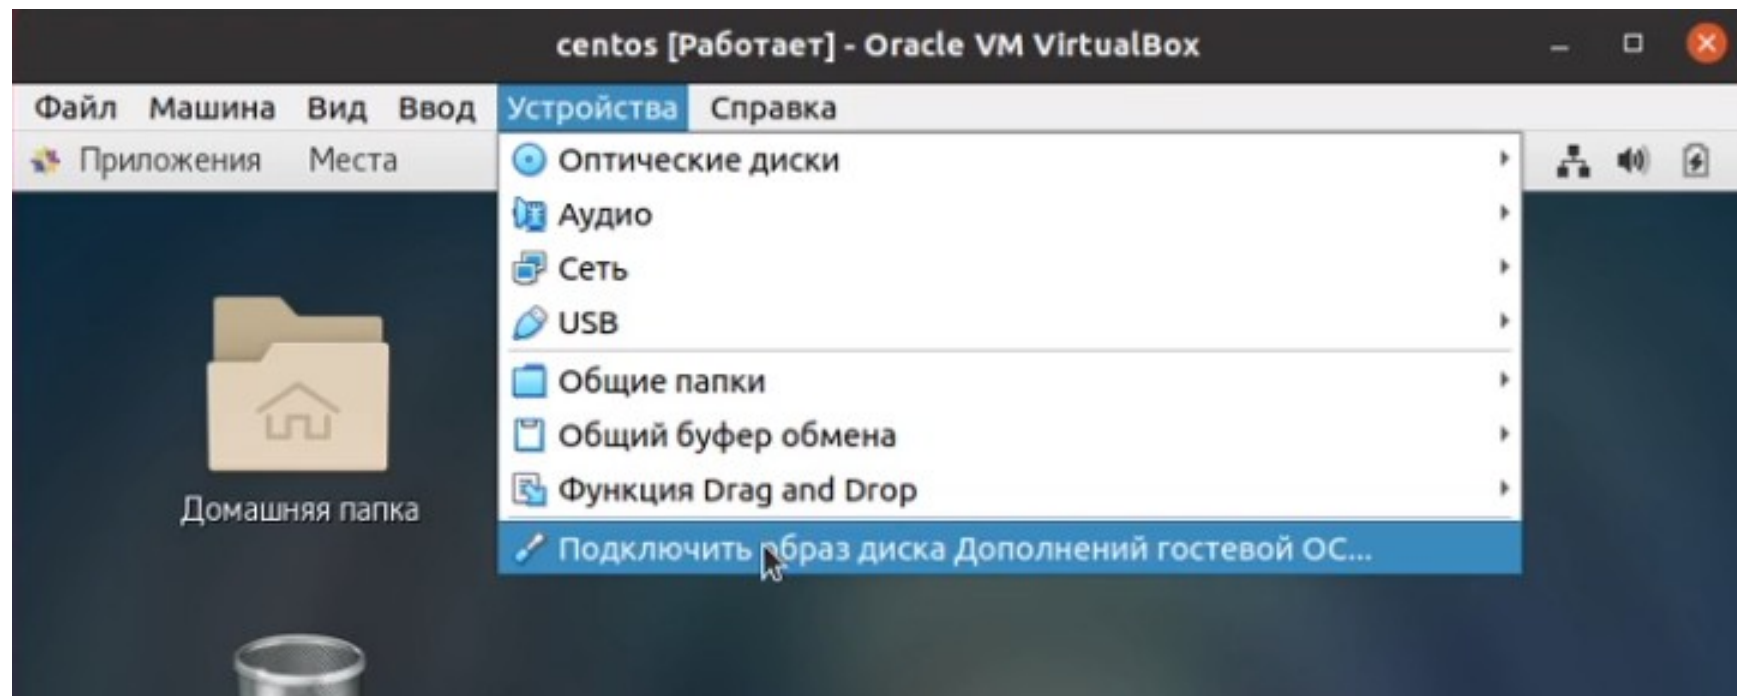 centos [Работает] - Oracle VM VirtualBox
Файл Машина Вид Ввод Устройства Справка
Приложения Места
Оптические диски
Аудио
Сеть
USB
Общие папки
Общий буфер обмена
Функция Drag and Drop
Подключить образ диска Дополнений гостевой ОС...
Домашняя папка